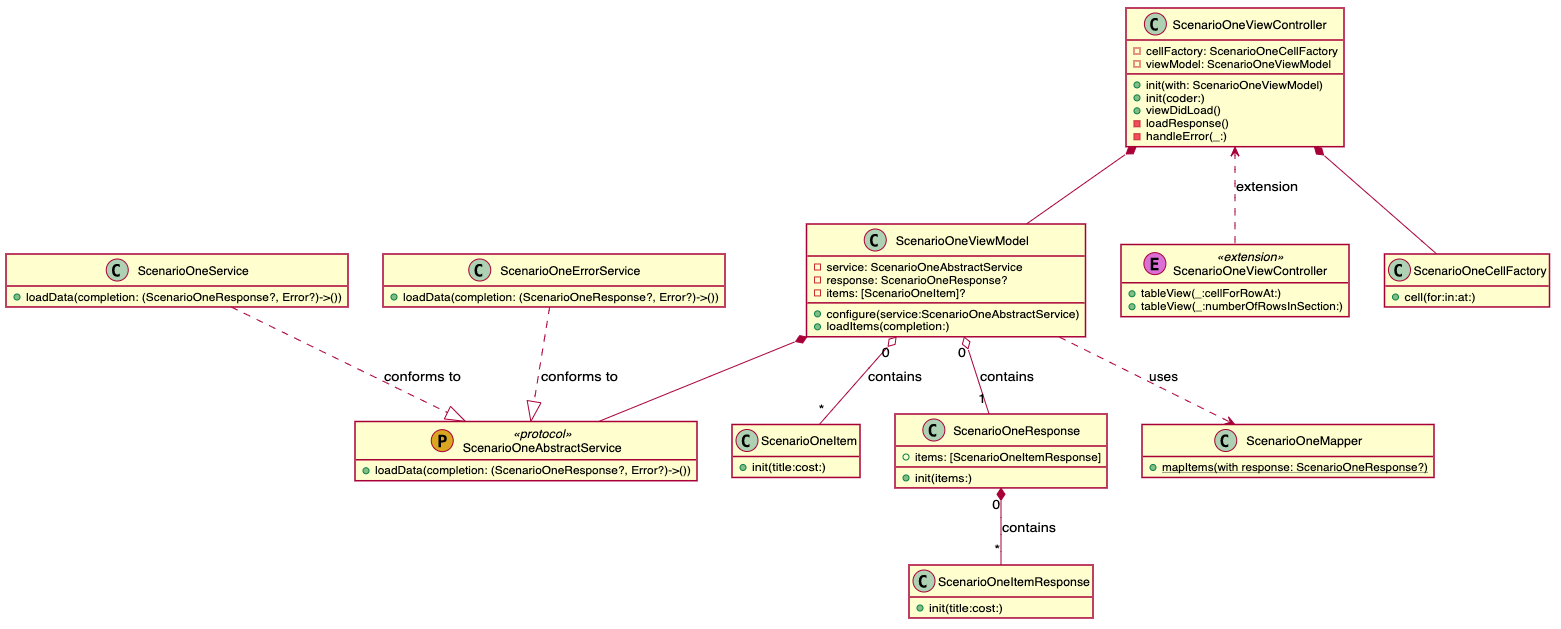 C ScenarioOneViewController
cellFactory: ScenarioOneCellFactory
viewModel: ScenarioOneViewModel
init(with: ScenarioOneViewModel)
init(coder:)
viewDidLoad()
loadResponse()
handleError(_:)
extension
C ScenarioOneService
loadData(completion: (ScenarioOneResponse?, Error?)->())
C ScenarioOneErrorService
loadData(completion: (ScenarioOneResponse?, Error?)->())
C ScenarioOneViewModel
service: ScenarioOneAbstractService
response: ScenarioOneResponse?
items: [ScenarioOneItem]?
configure(service:ScenarioOneAbstractService)
loadItems(completion:)
E «extension»
ScenarioOneViewController
tableView(_:cellForRowAt:)
tableView(_:numberOfRowsInSection:)
C ScenarioOneCellFactory
cell(for:in:at:)
conforms to
conforms to
0
contains
*
0
contains
1
uses
P «protocol»
ScenarioOneAbstractService
loadData(completion: (ScenarioOneResponse?, Error?)->())
C ScenarioOneItem
init(title:cost:)
C ScenarioOneResponse
items: [ScenarioOneItemResponse]
init(items:)
C ScenarioOneMapper
mapItems(with response: ScenarioOneResponse?)
0
contains
*
C ScenarioOneItemResponse
init(title:cost:)